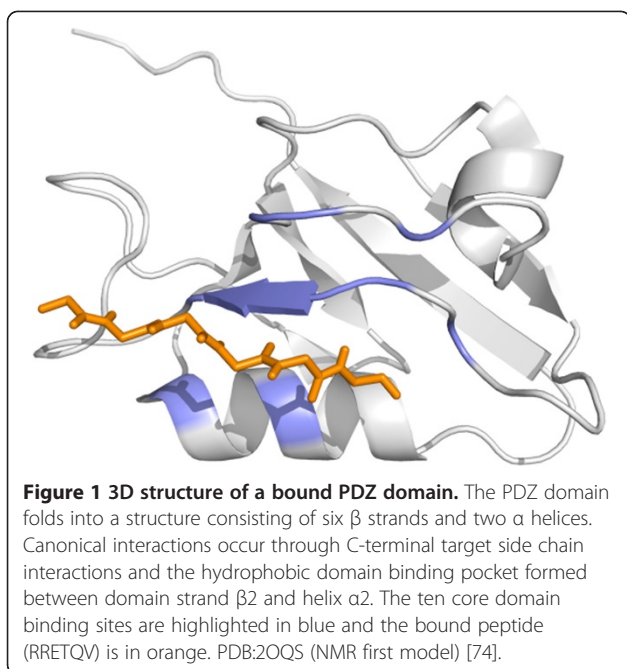 Figure 1 3D structure of a bound PDZ domain. The PDZ domain
folds into a structure consisting of six β strands and two α helices.
Canonical interactions occur through C-terminal target side chain
interactions and the hydrophobic domain binding pocket formed
between domain strand β2 and helix α2. The ten core domain
binding sites are highlighted in blue and the bound peptide
(RRETQV) is in orange. PDB:2OQS (NMR first model) [74].